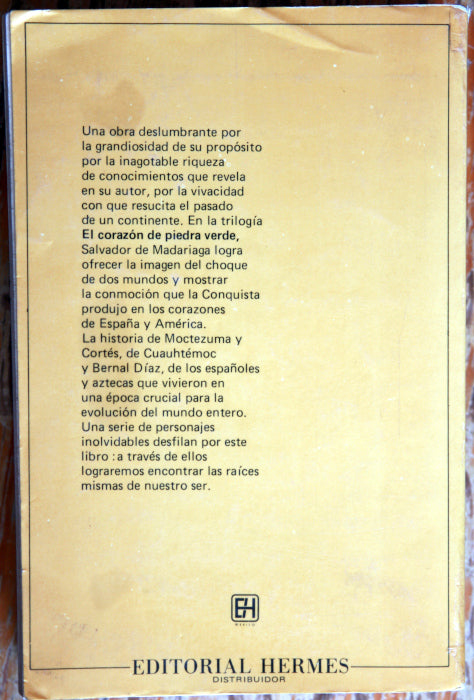 Una obra deslumbrante por
la grandiosidad de su propósito
por la inagotable riqueza
de conocimientos que revela
en su autor, por la vivacidad
con que resucita el pasado
de un continente. En la trilogía
El corazón de piedra verde,
Salvador de Madariaga logra
ofrecer la imagen del choque
de dos mundos y mostrar
la conmoción que la Conquista
produjo en los corazones
de España y América.
La historia de Moctezuma y
Cortés, de Cuauhtémoc
y Bernal Díaz, de los españoles
y aztecas que vivieron en
una época crucial para la
evolución del mundo entero.
Una serie de personajes
inolvidables desfilan por este
libro : a través de ellos
lograremos encontrar las raíces
mismas de nuestro ser.
EH
MEXICO
EDITORIAL HERMES
DISTRIBUIDOR